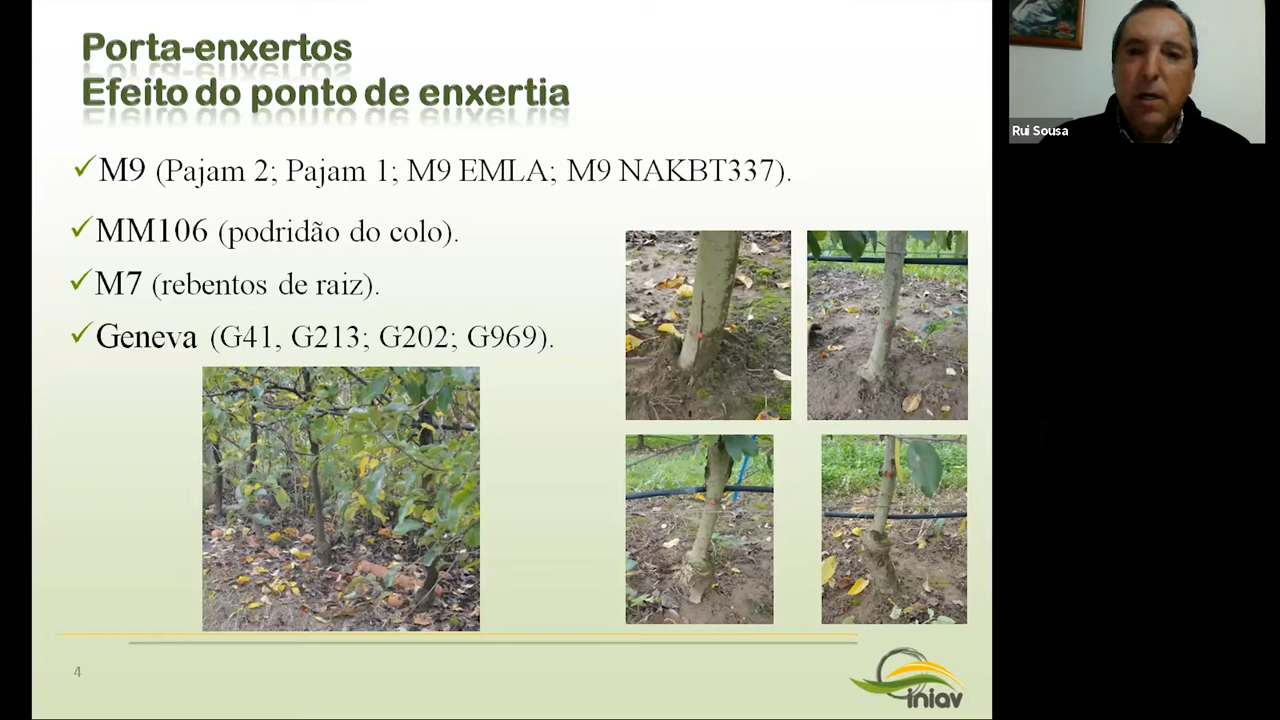 Porta-enxertos
Efeito do ponto de enxertia
✓M9 (Pajam 2; Pajam 1; M9 EMLA; M9 NAKBT337).
✓MM106 (podridão do colo).
✓M7 (rebentos de raiz).
✓Geneva (G41, G213; G202; G969).
4
iniav
Rui Sousa